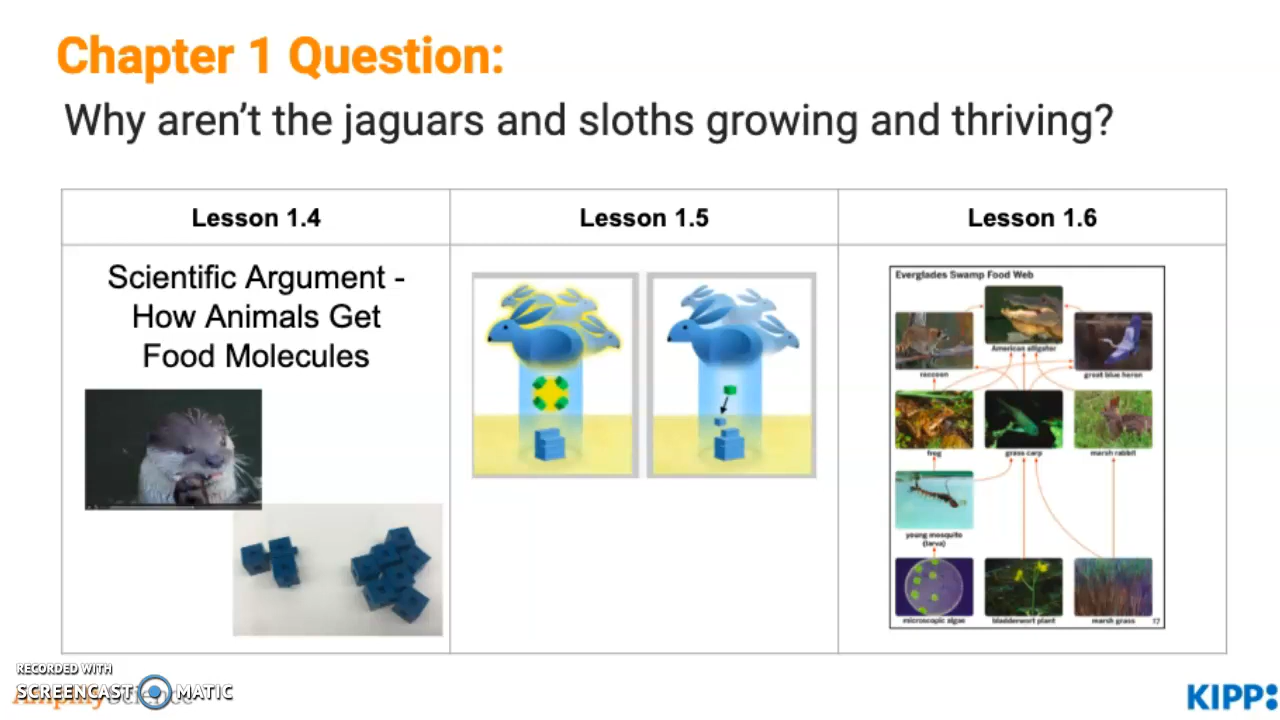 Chapter 1 Question:
Why aren't the jaguars and sloths growing and thriving?
Lesson 1.4
Lesson 1.5
Lesson 1.6
Scientific Argument -
How Animals Get
Food Molecules
Everglades Swamp Food Web
American alligator
raccoon
great blue heron
frog
grass carp
marsh rabbit
young mosquito
(larva)
microscopic algae
bladderwort plant
marsh grass
17
RECORDED WITH
SCREENCAST MATIC
KIPP: